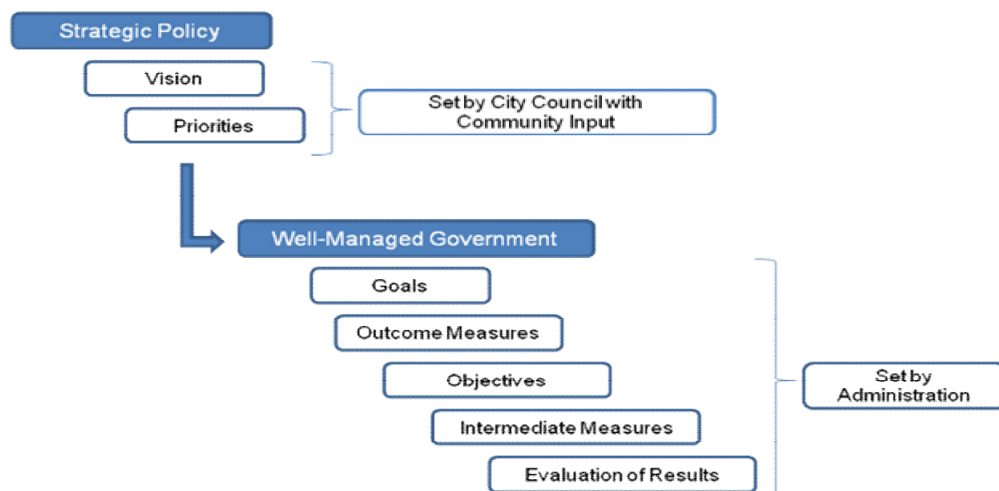 Strategic Policy
Vision
Priorities
Set by City Council with
Community Input
Well-Managed Government
Goals
Outcome Measures
Objectives
Intermediate Measures
Evaluation of Results
Set by
Administration